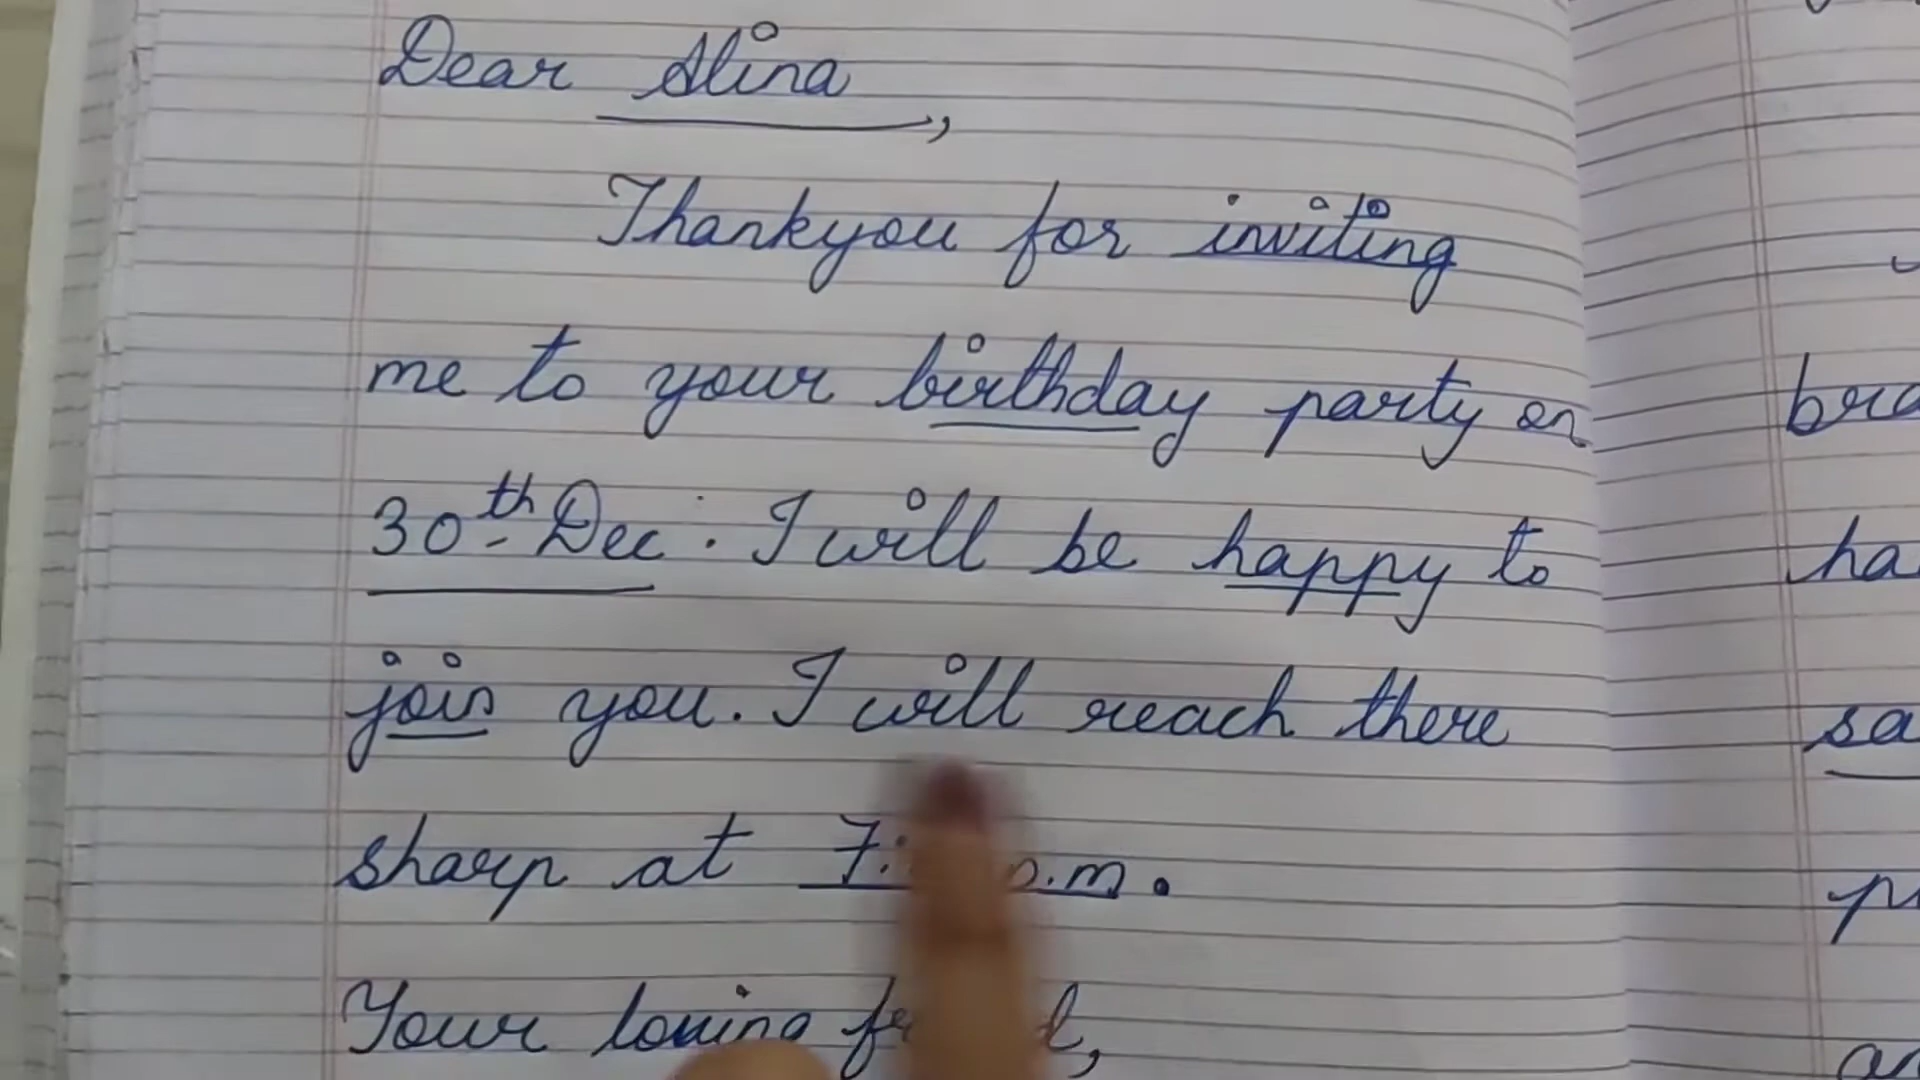 Dear Alina,
Thankyou for inviting
me to your birthday party on
30th Dec. I will be happy to
join you. I will reach there
sharp at
Your loving